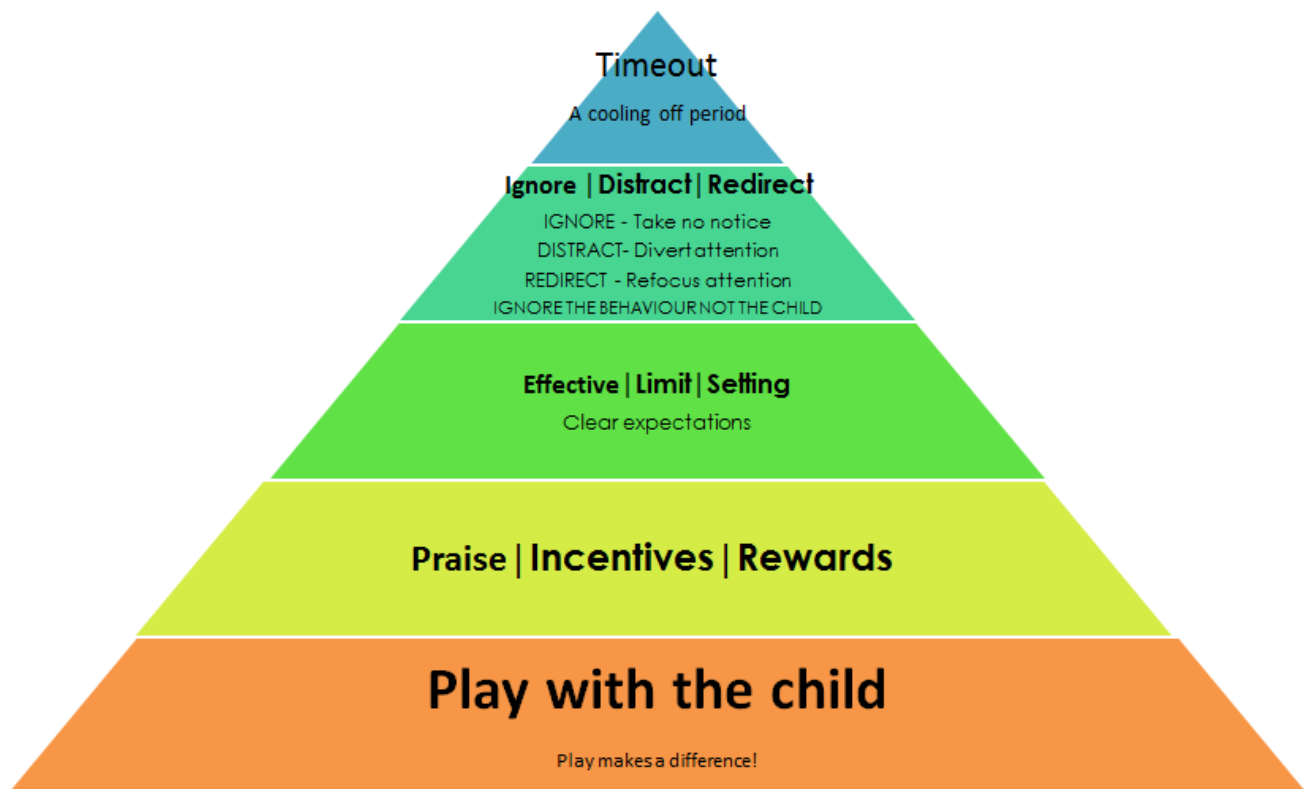 Timeout
A cooling off period
Ignore | Distract | Redirect
IGNORE - Take no notice
DISTRACT- Divert attention
REDIRECT - Refocus attention
IGNORE THE BEHAVIOUR NOT THE CHILD
Effective | Limit | Setting
Clear expectations
Praise | Incentives | Rewards
Play with the child
Play makes a difference!